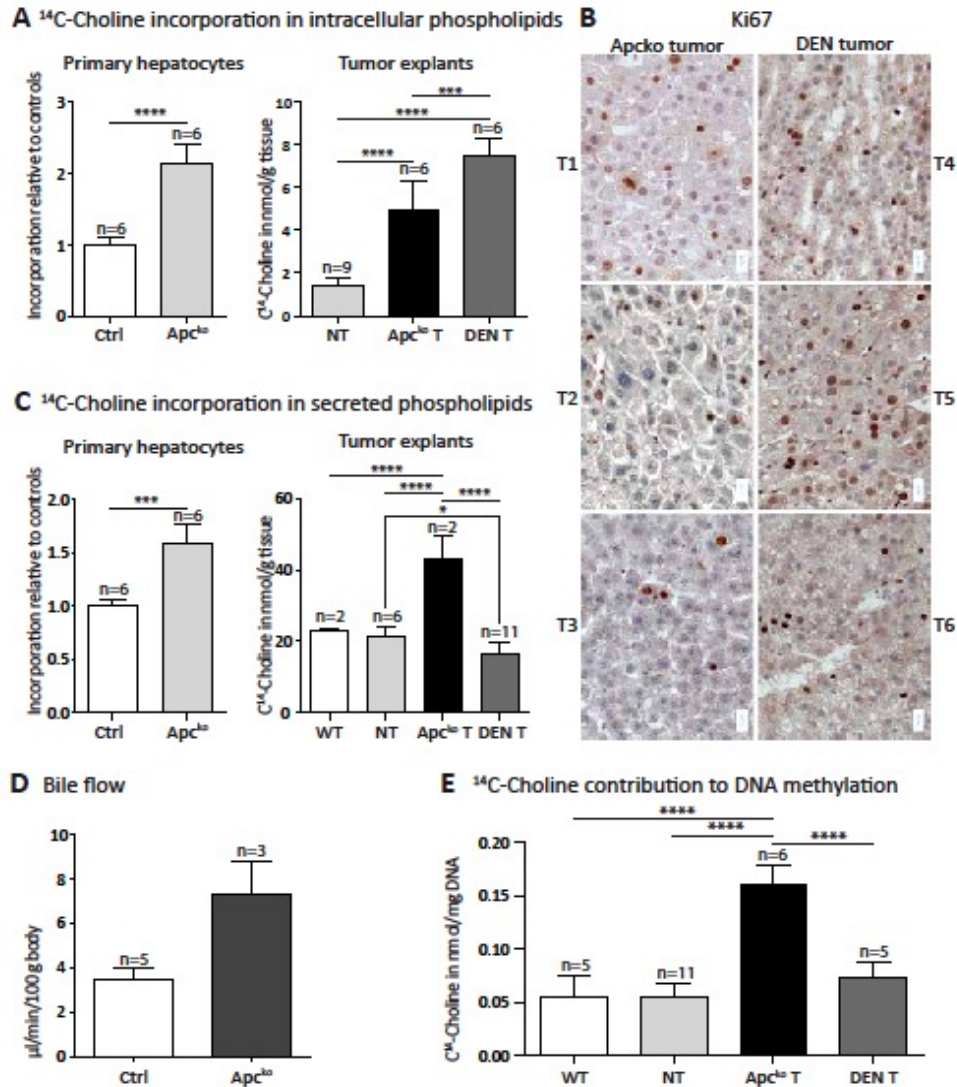 A ¹⁴C-Choline incorporation in intracellular phospholipids
Primary hepatocytes
Incorporation relative to controls
3
2
1
0
n=6
****
n=6
Ctrl
Apcᵏᵒ
Tumor explants
C¹⁴-Choline in nmol/g tissue
10
8
6
4
2
0
***
****
****
n=9
n=6
n=6
NT
Apcᵏᵒ T
DEN T
B Ki67
Apcko tumor
DEN tumor
T1
T4
T2
T5
T3
T6
C ¹⁴C-Choline incorporation in secreted phospholipids
Primary hepatocytes
Incorporation relative to controls
2.0
1.5
1.0
0.5
0.0
***
n=6
n=6
Ctrl
Apcᵏᵒ
Tumor explants
C¹⁴-Choline in nmol/g tissue
60
40
20
0
****
****
****
*
n=2
n=6
n=2
n=11
WT
NT
Apcᵏᵒ T
DEN T
D Bile flow
µl/min/100g body
10
8
6
4
2
0
n=5
n=3
Ctrl
Apcᵏᵒ
E ¹⁴C-Choline contribution to DNA methylation
C¹⁴-Choline in nmol/mg DNA
0.20
0.15
0.10
0.05
0.00
****
****
****
n=5
n=11
n=6
n=5
WT
NT
Apcᵏᵒ T
DEN T